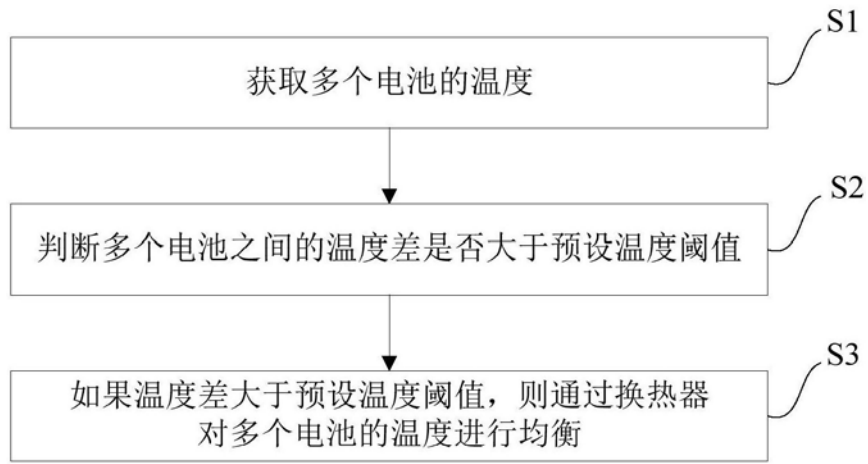 S1
获取多个电池的温度
S2
判断多个电池之间的温度差是否大于预设温度阈值
S3
如果温度差大于预设温度阈值，则通过换热器
对多个电池的温度进行均衡